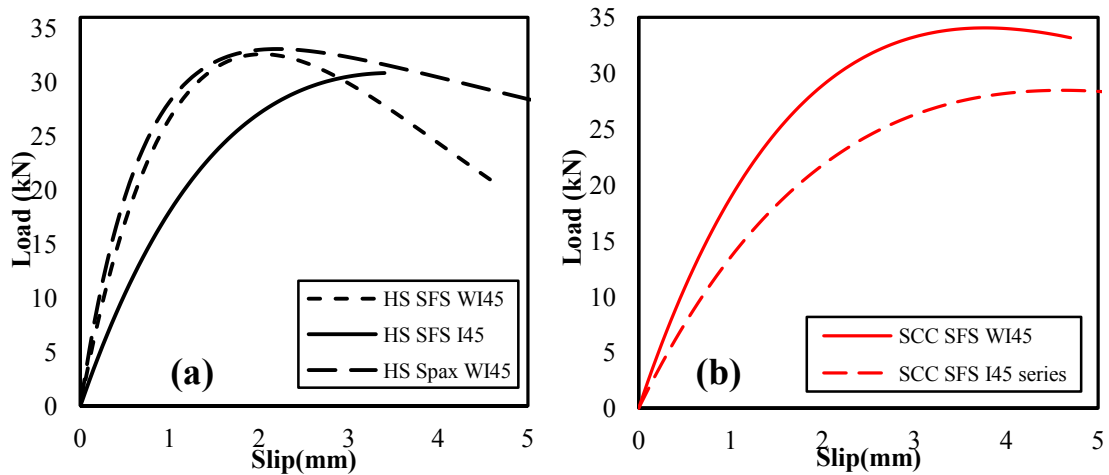 35
30
25
20
15
10
5
0
Load (kN)
(a)
HS SFS WI45
HS SFS I45
HS Spax WI45
0 1 2 3 4 5
Slip(mm)
35
30
25
20
15
10
5
0
Load (kN)
(b)
SCC SFS WI45
SCC SFS I45 series
0 1 2 3 4 5
Slip(mm)